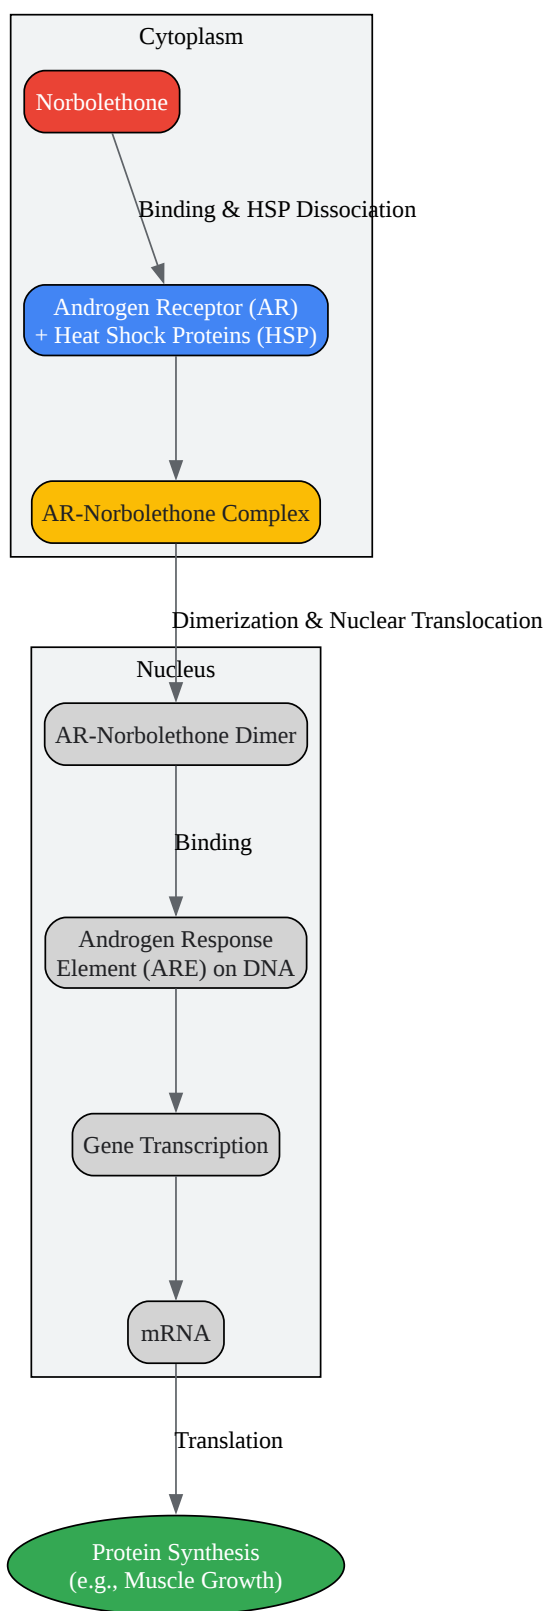 Cytoplasm
Norbolethone
Binding & HSP Dissociation
Androgen Receptor (AR)
+ Heat Shock Proteins (HSP)
AR-Norbolethone Complex
Dimerization & Nuclear Translocation
Nucleus
AR-Norbolethone Dimer
Binding
Androgen Response
Element (ARE) on DNA
Gene Transcription
mRNA
Translation
Protein Synthesis
(e.g., Muscle Growth)